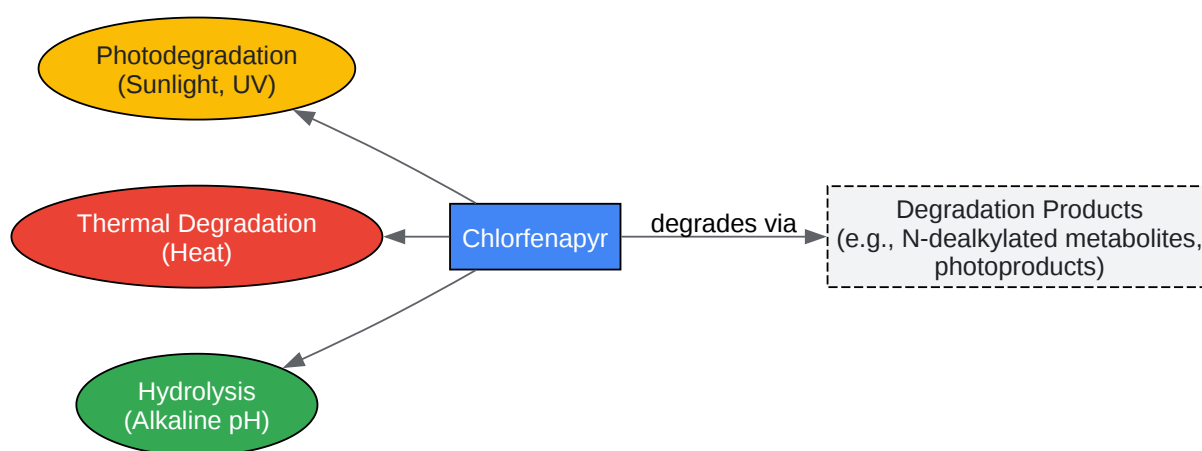 Photodegradation
(Sunlight, UV)
Thermal Degradation
(Heat)
Hydrolysis
(Alkaline pH)
Chlorfenapyr
degrades via
Degradation Products
(e.g., N-dealkylated metabolites,
photoproducts)